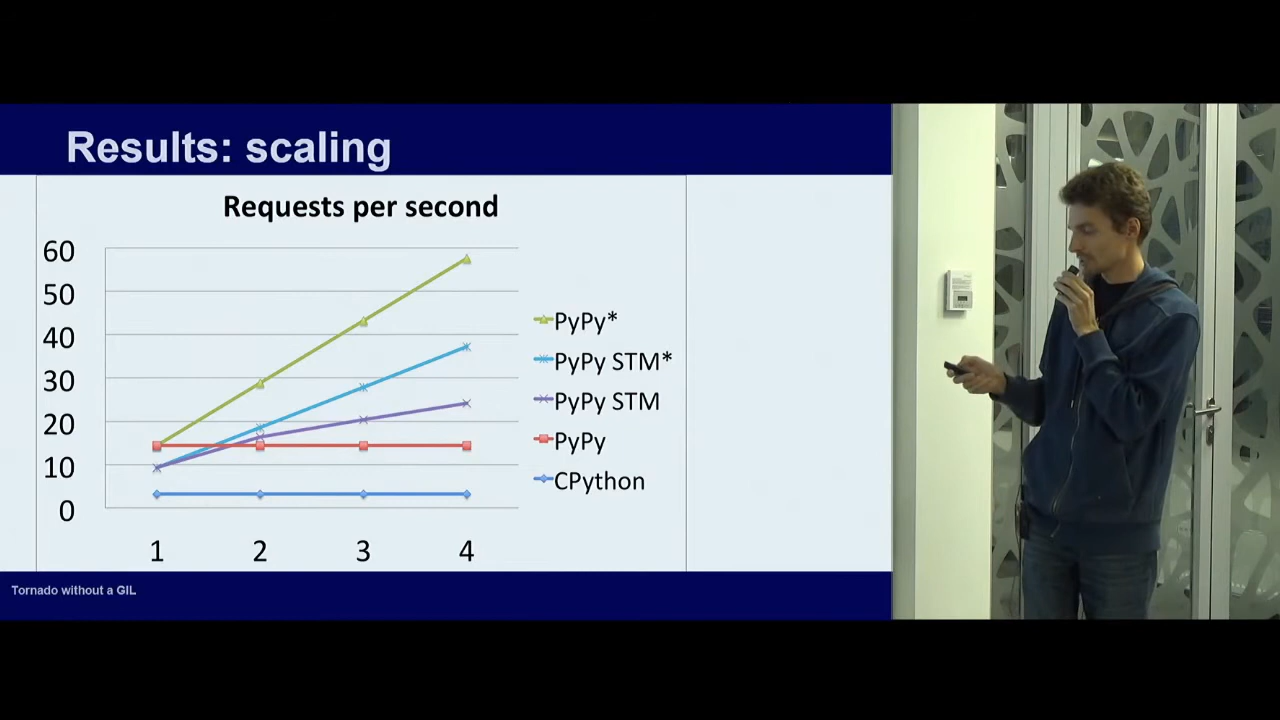 Results: scaling
Requests per second
60
50
40
30
20
10
0
1 2 3 4
PyPy*
PyPy STM*
PyPy STM
PyPy
CPython
Tornado without a GIL